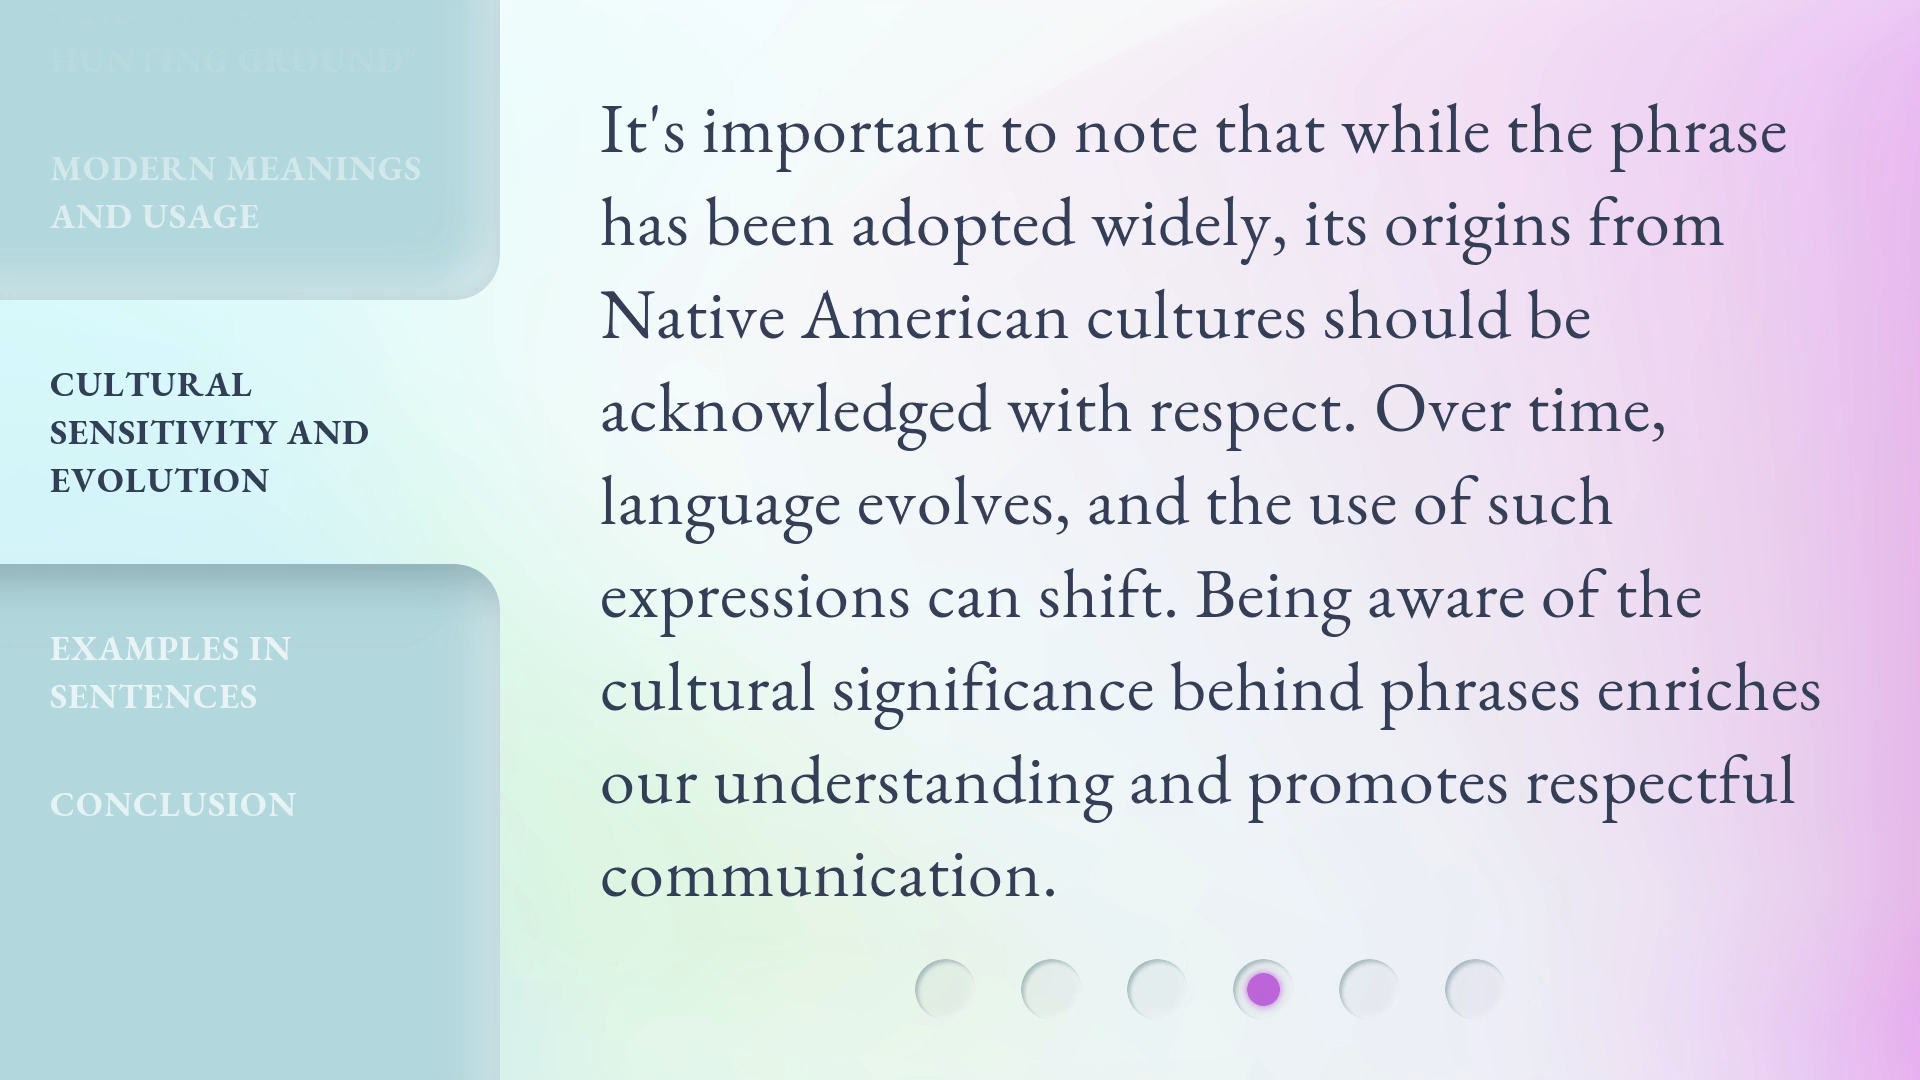 HUNTING GROUND"
MODERN MEANINGS
AND USAGE
CULTURAL
SENSITIVITY AND
EVOLUTION
EXAMPLES IN
SENTENCES
CONCLUSION
It's important to note that while the phrase
has been adopted widely, its origins from
Native American cultures should be
acknowledged with respect. Over time,
language evolves, and the use of such
expressions can shift. Being aware of the
cultural significance behind phrases enriches
our understanding and promotes respectful
communication.